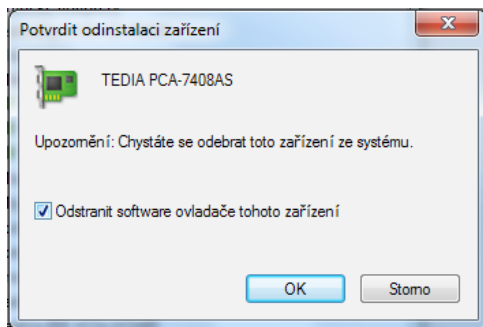 Potvrdit odinstalaci zařízení
TEDIA PCA-7408AS
Upozornění: Chystáte se odebrat toto zařízení ze systému.
Odstranit software ovladače tohoto zařízení
OK Storno